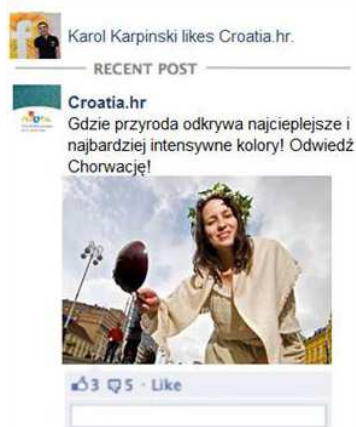 Karol Karpinski likes Croatia.hr.
RECENT POST
Croatia.hr
Gdzie przyroda odkrywa najcieplejsze i
najbardziej intensywne kolory! Odwiedź
Chorwację!
3 5 · Like